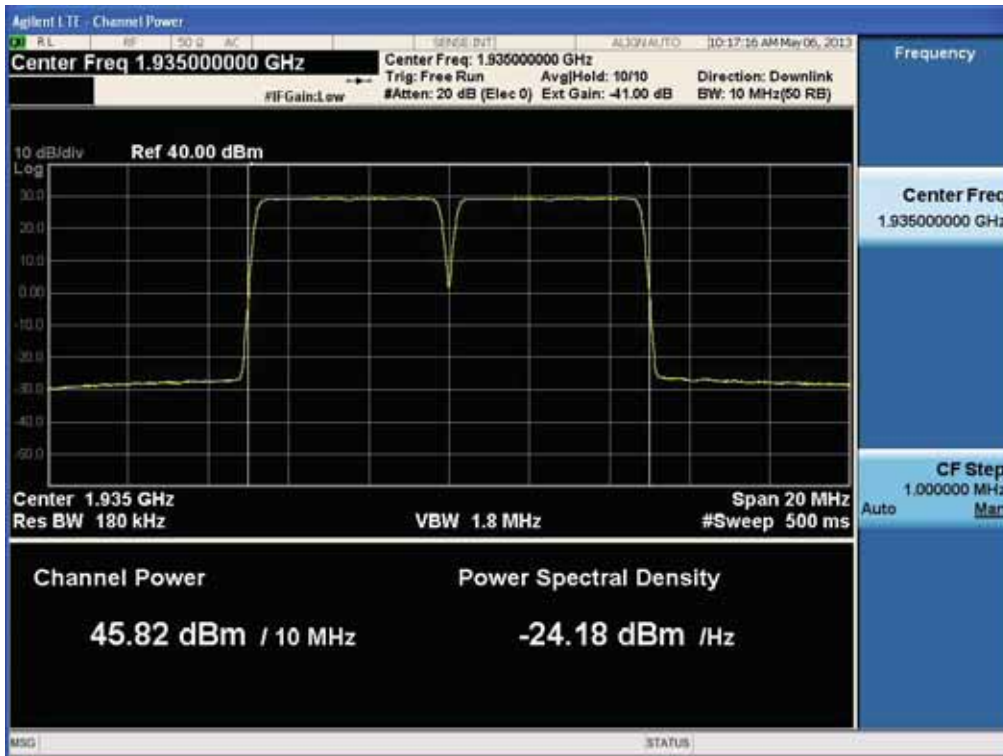 Agilent LTE - Channel Power
RL RF 50 Ω AC SENSE:INT ALIGN AUTO 10:17:16 AM May 06, 2013
Center Freq 1.935000000 GHz
#IFGain:Low
Center Freq: 1.935000000 GHz
Trig: Free Run Avg|Hold: 10/10 Direction: Downlink
#Atten: 20 dB (Elec 0) Ext Gain: -41.00 dB BW: 10 MHz(50 RB)
10 dB/div Ref 40.00 dBm
Log
30.0
20.0
10.0
0.00
-10.0
-20.0
-30.0
-40.0
-50.0
Center 1.935 GHz Span 20 MHz
Res BW 180 kHz VBW 1.8 MHz #Sweep 500 ms
Channel Power Power Spectral Density
45.82 dBm / 10 MHz -24.18 dBm /Hz
MSG STATUS
Frequency
Center Freq
1.935000000 GHz
CF Step
1.000000 MHz
Auto Man